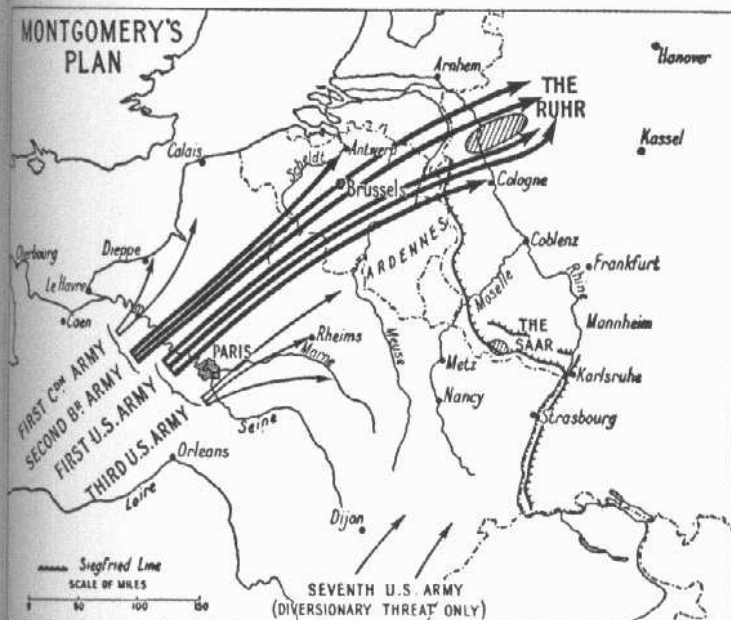 MONTGOMERY'S
PLAN
Hanover
Arnhem
THE
RUHR
Kassel
Calais
Scheldt
Antwerp
Brussels
Cologne
Dieppe
ARDENNES
Coblenz
Frankfurt
Cherbourg
Le Havre
Caen
Moselle
Rhine
Mannheim
PARIS
Rheims
Marne
Meuse
THE
SAAR
Metz
Karlsruhe
Nancy
Strasbourg
FIRST CDN ARMY
SECOND BR ARMY
FIRST U.S. ARMY
THIRD U.S. ARMY
Seine
Orleans
Loire
Dijon
Siegfried Line
SCALE OF MILES
0 50 100 150
SEVENTH U.S. ARMY
(DIVERSIONARY THREAT ONLY)